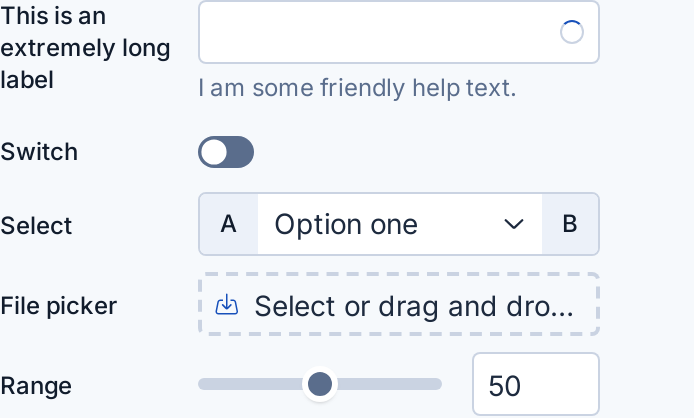 This is an
extremely long
label
I am some friendly help text.
Switch
Select
A
Option one
B
File picker
Select or drag and dro...
Range
50